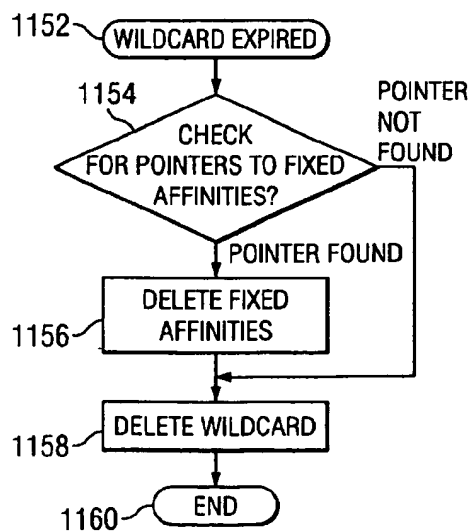 1152
WILDCARD EXPIRED
1154
POINTER
NOT
FOUND
CHECK
FOR POINTERS TO FIXED
AFFINITIES?
POINTER FOUND
DELETE FIXED
AFFINITIES
1156
DELETE WILDCARD
1158
END
1160